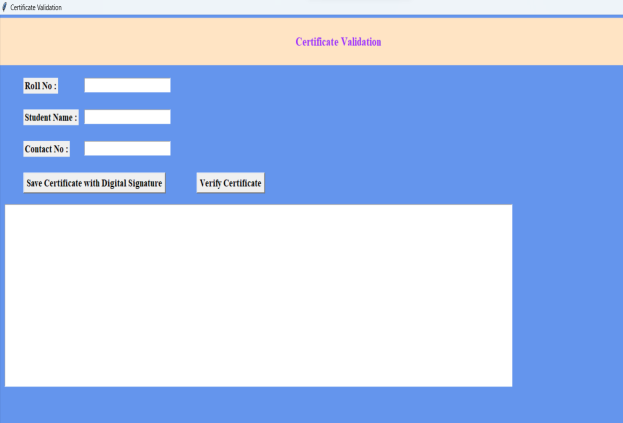 Certificate Validation
Certificate Validation
Roll No :
Student Name :
Contact No :
Save Certificate with Digital Signature Verify Certificate